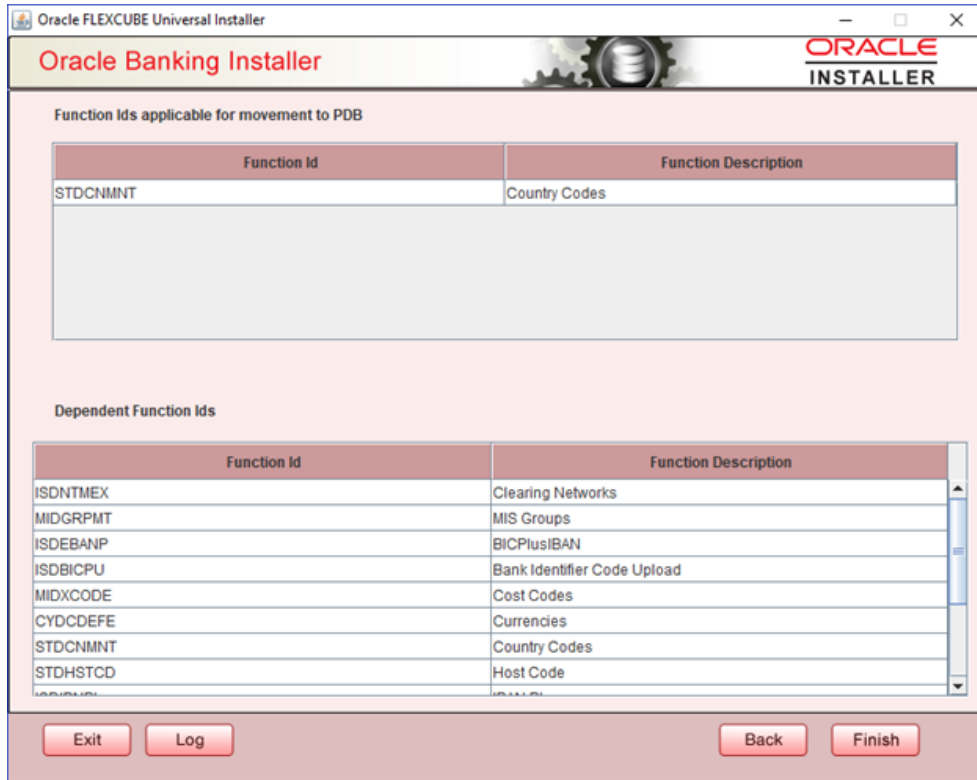 Oracle FLEXCUBE Universal Installer
Oracle Banking Installer
ORACLE
INSTALLER
Function Ids applicable for movement to PDB
Function Id Function Description
STDCNMNT Country Codes
Dependent Function Ids
Function Id Function Description
ISDNTMEX Clearing Networks
MIDGRPMT MIS Groups
ISDEBANP BICPlusIBAN
ISDBICPU Bank Identifier Code Upload
MIDXCODE Cost Codes
CYDCDEFE Currencies
STDCNMNT Country Codes
STDHSTCD Host Code
Exit Log Back Finish